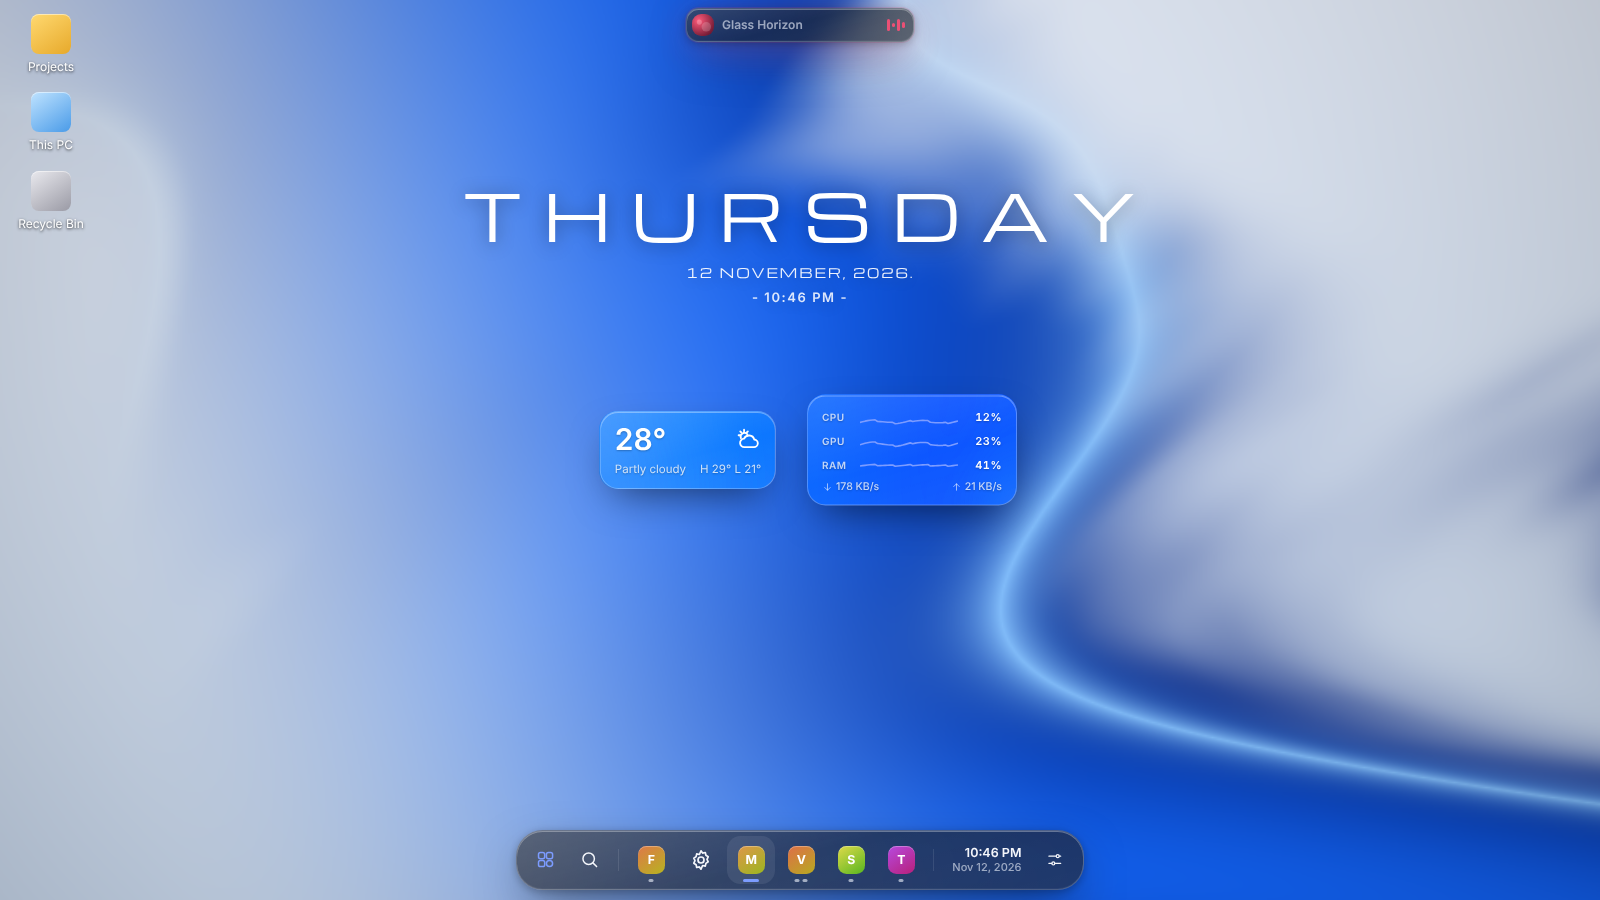 Glass Horizon
Projects
This PC
Recycle Bin
THURSDAY
12 NOVEMBER, 2026.
- 10:46 PM -
28°
Partly cloudy H 29° L 21°
CPU 12%
GPU 23%
RAM 41%
↓ 178 KB/s ↑ 21 KB/s
F M V S T
10:46 PM
Nov 12, 2026